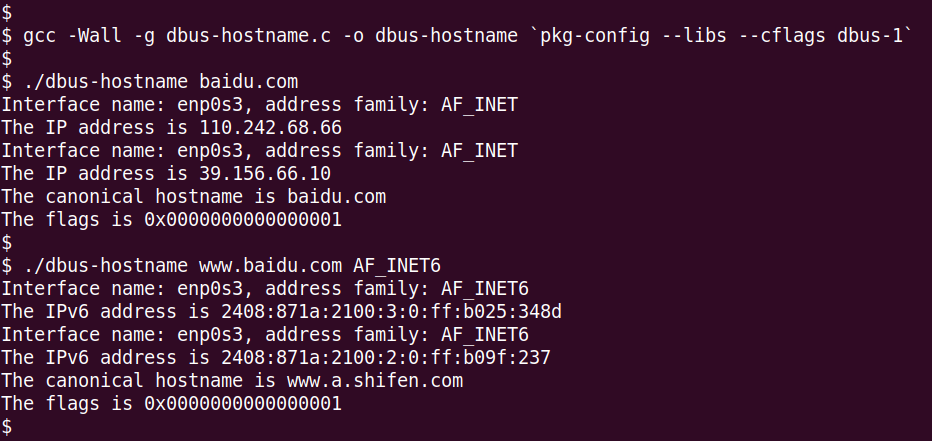 $
$ gcc -Wall -g dbus-hostname.c -o dbus-hostname `pkg-config --libs --cflags dbus-1`
$
$ ./dbus-hostname baidu.com
Interface name: enp0s3, address family: AF_INET
The IP address is 110.242.68.66
Interface name: enp0s3, address family: AF_INET
The IP address is 39.156.66.10
The canonical hostname is baidu.com
The flags is 0x0000000000000001
$
$ ./dbus-hostname www.baidu.com AF_INET6
Interface name: enp0s3, address family: AF_INET6
The IPv6 address is 2408:871a:2100:3:0:ff:b025:348d
Interface name: enp0s3, address family: AF_INET6
The IPv6 address is 2408:871a:2100:2:0:ff:b09f:237
The canonical hostname is www.a.shifen.com
The flags is 0x0000000000000001
$